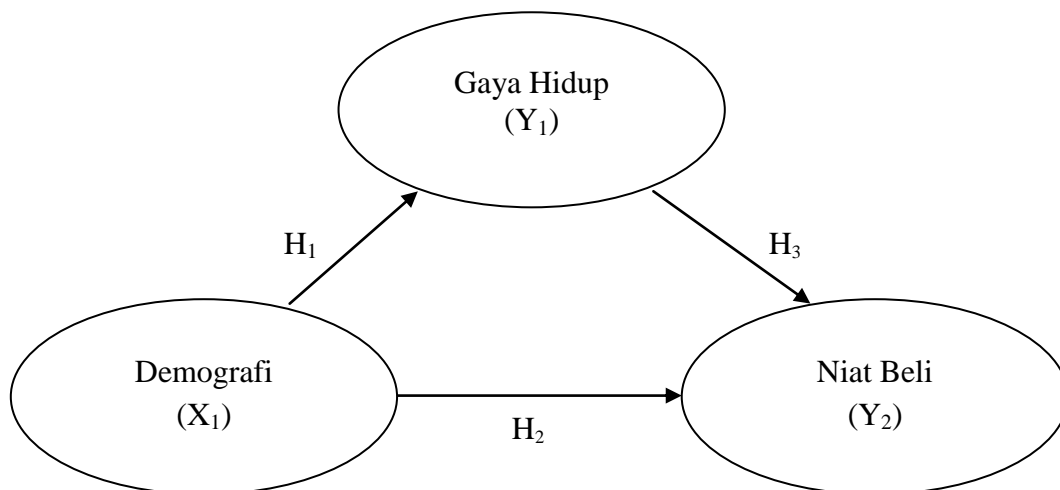 Gaya Hidup
(Y₁)
H₁
H₃
Demografi
(X₁)
H₂
Niat Beli
(Y₂)